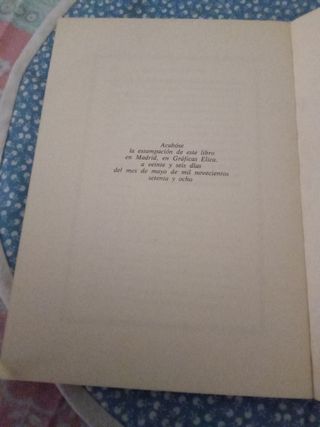 Acabóse
la estampación de este libro
en Madrid, en Gráficas Eliza,
a veinte y seis días
del mes de mayo de mil novecientos
setenta y ocho